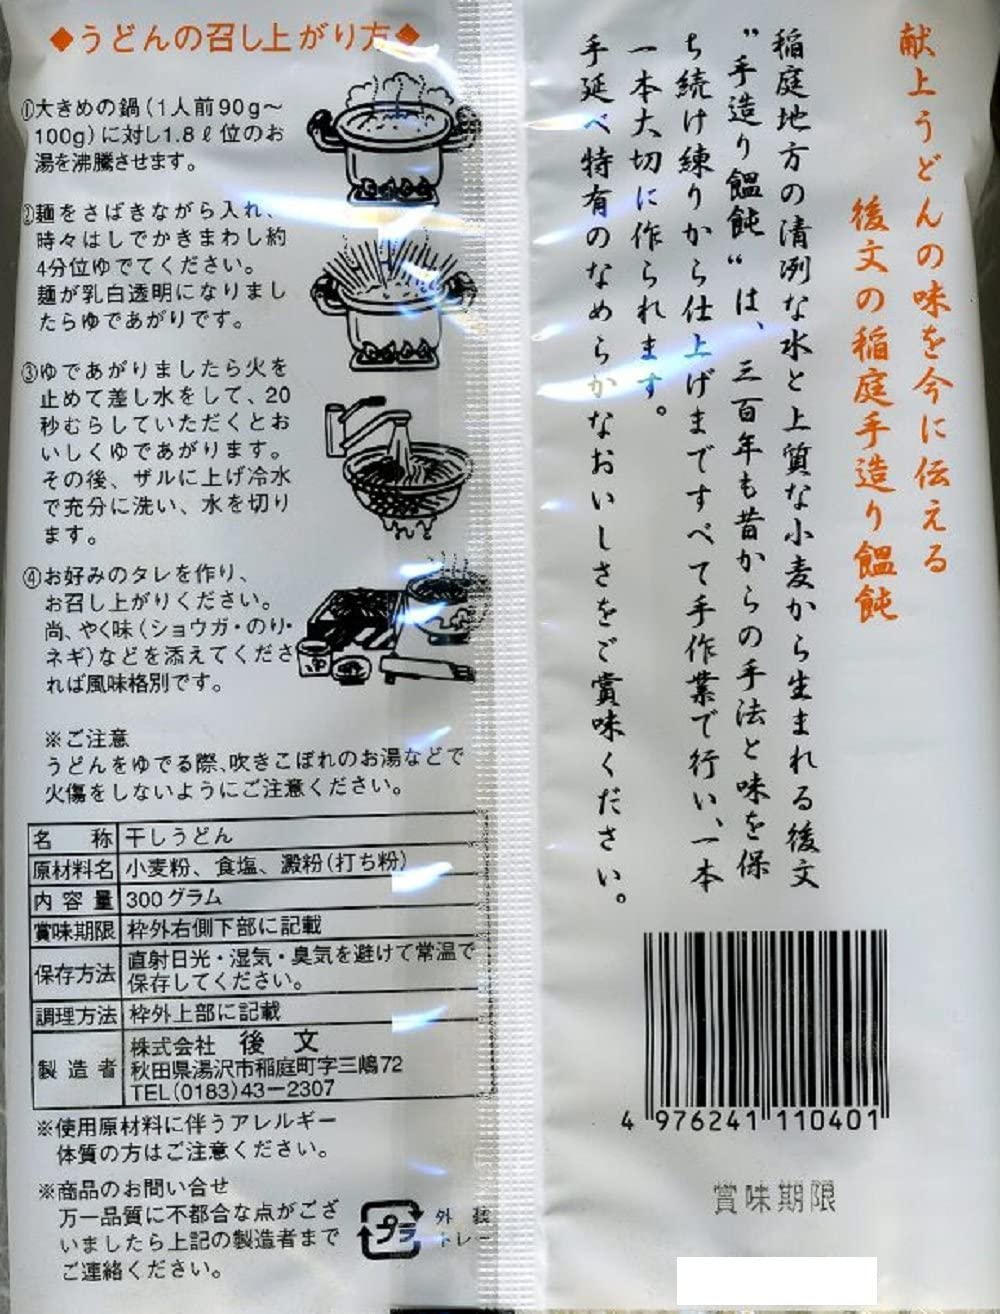 献上うどんの味を今に伝える
後文の稲庭手造り饂飩
稲庭地方の清冽な水と上質な小麦から生まれる後文
〝手造り饂飩〟は、三百年も昔からの手法と味を保
ち続け練りから仕上げまですべて手作業で行い、一本
一本大切に作られます。
手延べ特有のなめらかなおいしさをご賞味ください。
◆うどんの召し上がり方◆
①大きめの鍋(1人前90g〜
100g)に対し1.8ℓ位のお
湯を沸騰させます。
②麺をさばきながら入れ、
時々はしでかきまわし約
4分位ゆでてください。
麺が乳白透明になりまし
たらゆであがりです。
③ゆであがりましたら火を
止めて差し水をして、20
秒むらしていただくとお
いしくゆであがります。
その後、ザルに上げ冷水
で充分に洗い、水を切り
ます。
④お好みのタレを作り、
お召し上がりください。
尚、やく味(ショウガ・のり・
ネギ)などを添えてくださ
れば風味格別です。
※ご注意
うどんをゆでる際、吹きこぼれのお湯などで
火傷をしないようにご注意ください。
名称 干しうどん
原材料名 小麦粉、食塩、澱粉(打ち粉)
内容量 300グラム
賞味期限 枠外右側下部に記載
保存方法 直射日光・湿気・臭気を避けて常温で
保存してください。
調理方法 枠外上部に記載
製造者 株式会社 後文
秋田県湯沢市稲庭町字三嶋72
TEL(0183)43-2307
※使用原材料に伴うアレルギー
体質の方はご注意ください。
※商品のお問い合せ
万一品質に不都合な点がござ
いましたら上記の製造者まで
ご連絡ください。
プラ
外装
トレー
4 976241 110401
賞味期限